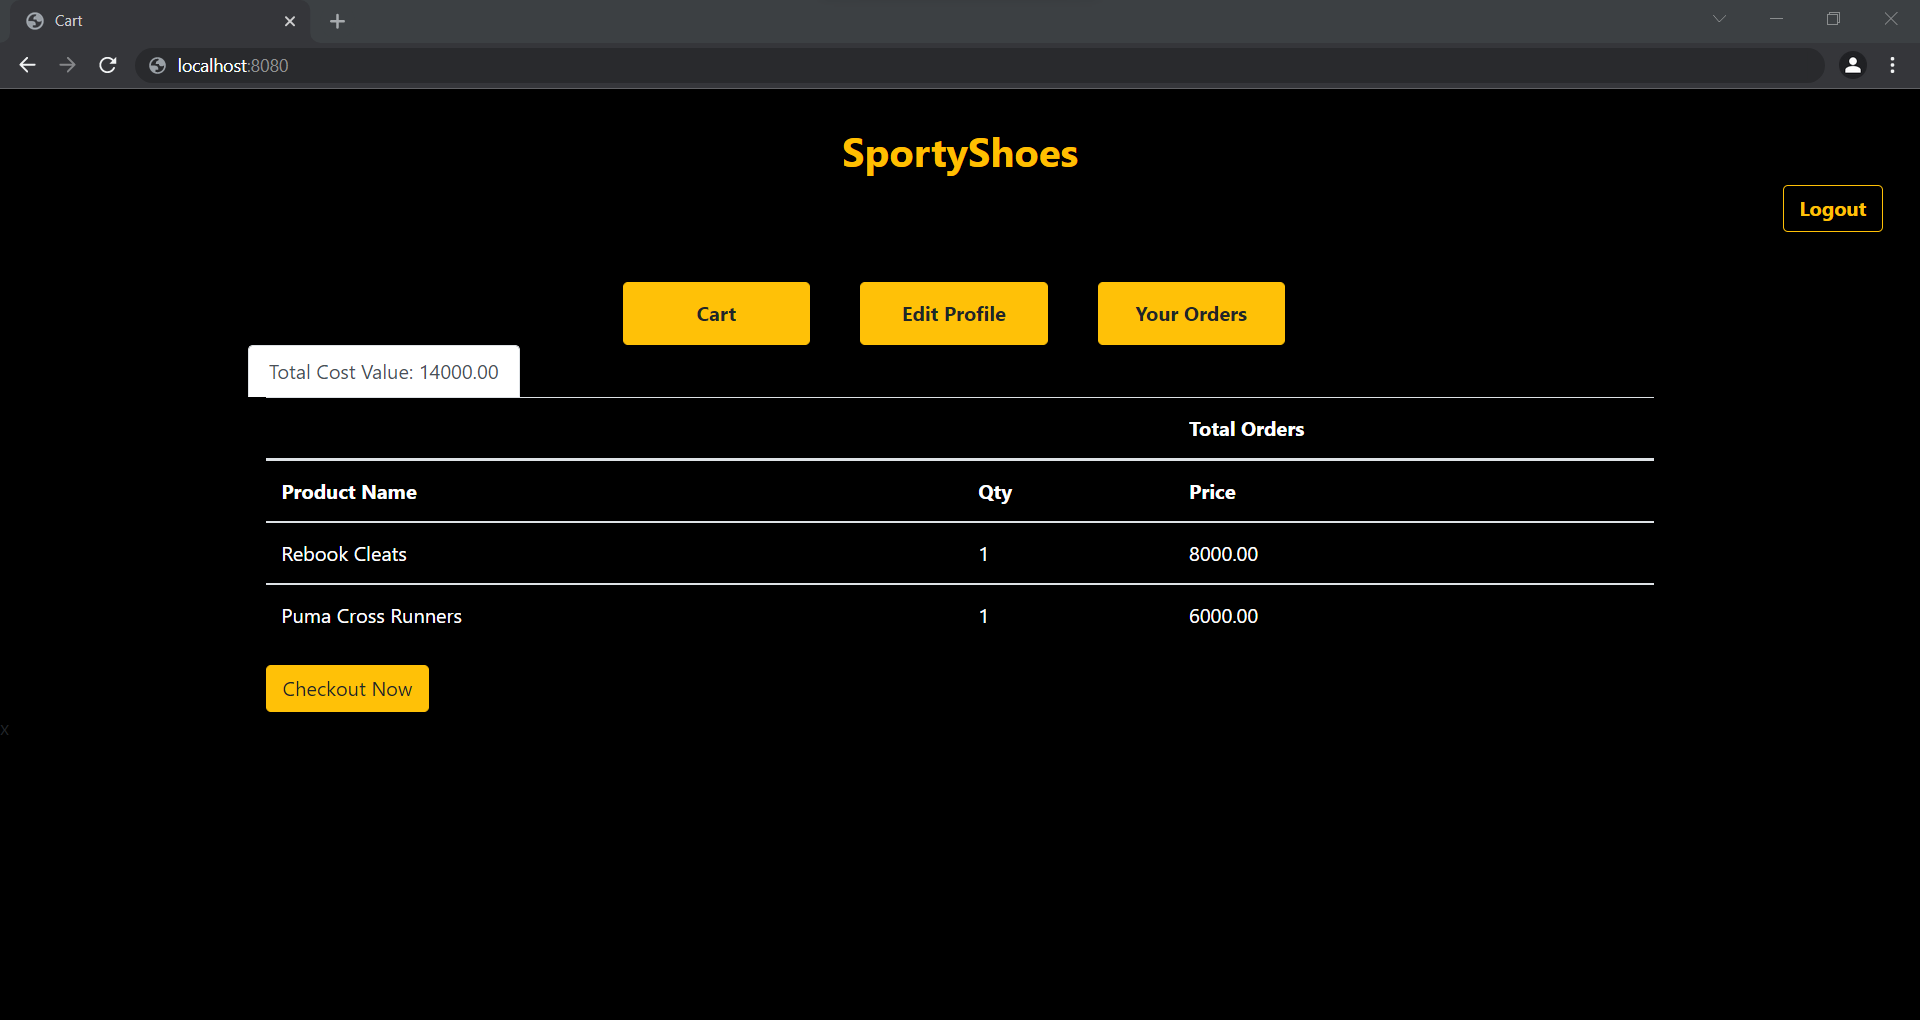 Cart
localhost:8080
SportyShoes
Logout
Cart Edit Profile Your Orders
Total Cost Value: 14000.00
Total Orders
Product Name Qty Price
Rebook Cleats 1 8000.00
Puma Cross Runners 1 6000.00
Checkout Now
x